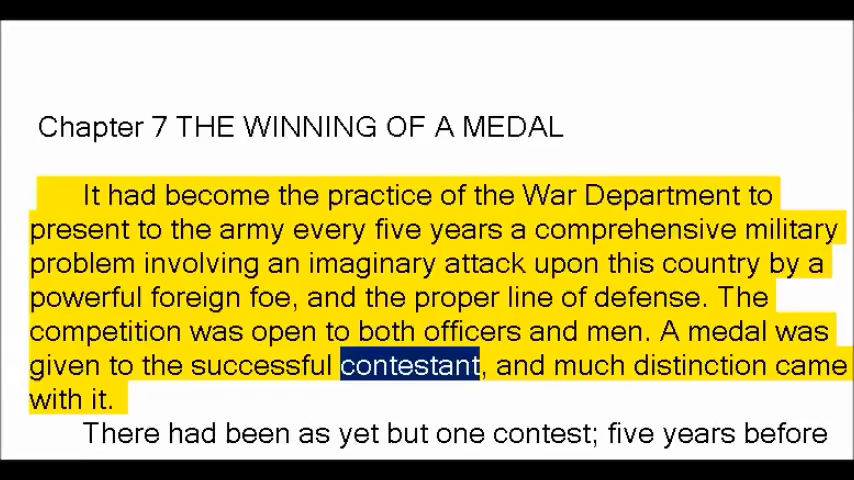 Chapter 7 THE WINNING OF A MEDAL
It had become the practice of the War Department to
present to the army every five years a comprehensive military
problem involving an imaginary attack upon this country by a
powerful foreign foe, and the proper line of defense. The
competition was open to both officers and men. A medal was
given to the successful contestant, and much distinction came
with it.
There had been as yet but one contest; five years before